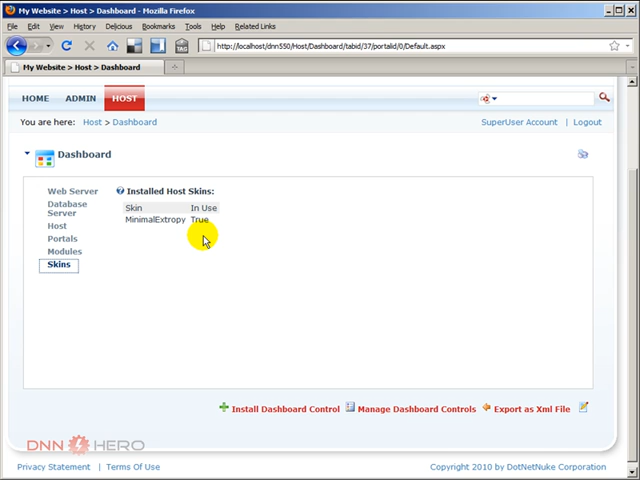 My Website > Host > Dashboard - Mozilla Firefox
File Edit View History Delicious Bookmarks Tools Help Related Links
TAG
http://localhost/dnn550/Host/Dashboard/tabid/37/portalid/0/Default.aspx
My Website > Host > Dashboard
HOME ADMIN HOST
You are here: Host > Dashboard SuperUser Account | Logout
Dashboard
Web Server
Database Server
Host
Portals
Modules
Skins
Installed Host Skins:
Skin In Use
MinimalExtropy True
Install Dashboard Control Manage Dashboard Controls Export as Xml File
DNN HERO
Privacy Statement | Terms Of Use Copyright 2010 by DotNetNuke Corporation